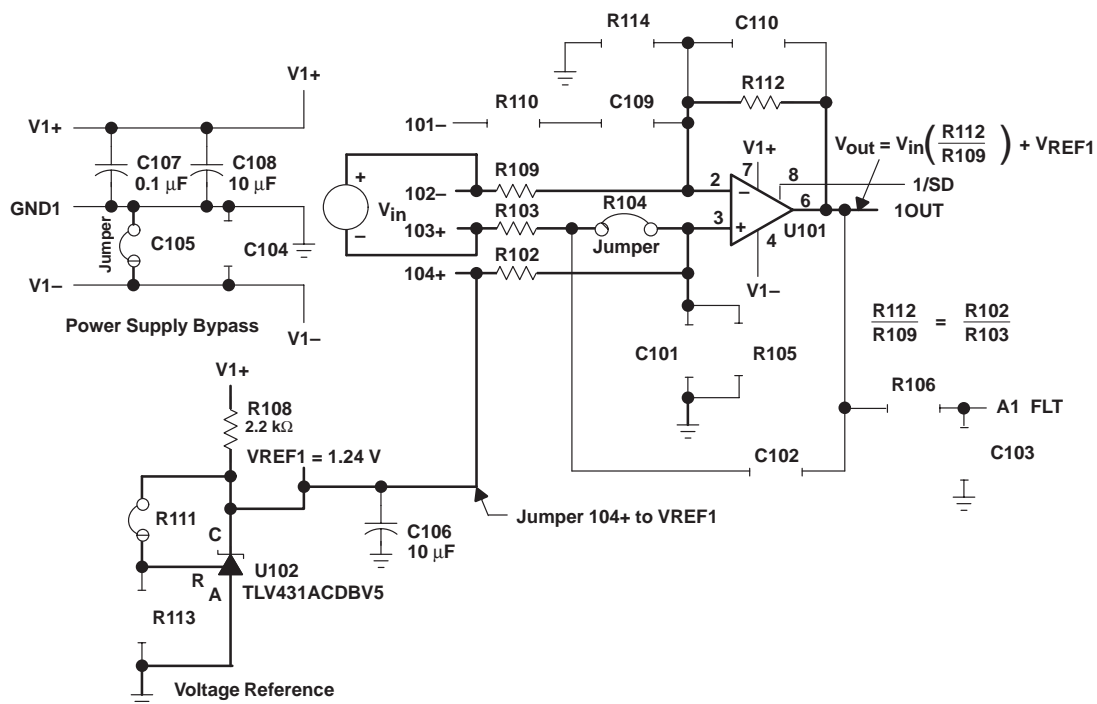 R114
C110
V1+
R112
R110
C109
V1+
101–
Vout = Vin(R112/R109) + VREF1
C107
0.1 μF
C108
10 μF
V1+
7
8
+
R109
2
–
1/SD
102–
6
GND1
Vin
R103
R104
3
+
1OUT
103+
U101
Jumper
C105
C104
–
Jumper
4
R102
104+
V1–
V1–
Power Supply Bypass
V1–
R112/R109 = R102/R103
C101
R105
V1+
R106
A1 FLT
R108
2.2 kΩ
VREF1 = 1.24 V
C102
C103
R111
Jumper 104+ to VREF1
C
C106
10 μF
U102
R
A
TLV431ACDBV5
R113
Voltage Reference